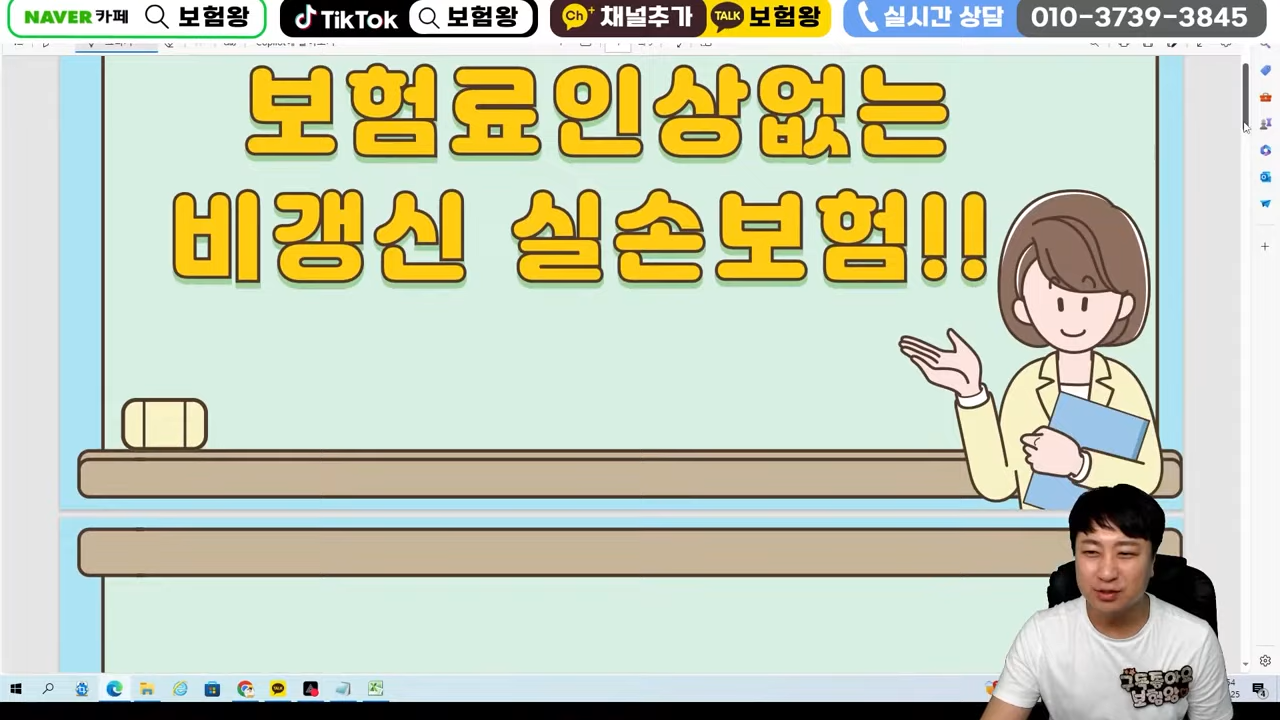 NAVER 카페 보험왕 TikTok 보험왕 Ch+ 채널추가 TALK 보험왕 실시간 상담 010-3739-3845
보험료인상없는
비갱신 실손보험!!
구독좋아요
보험왕